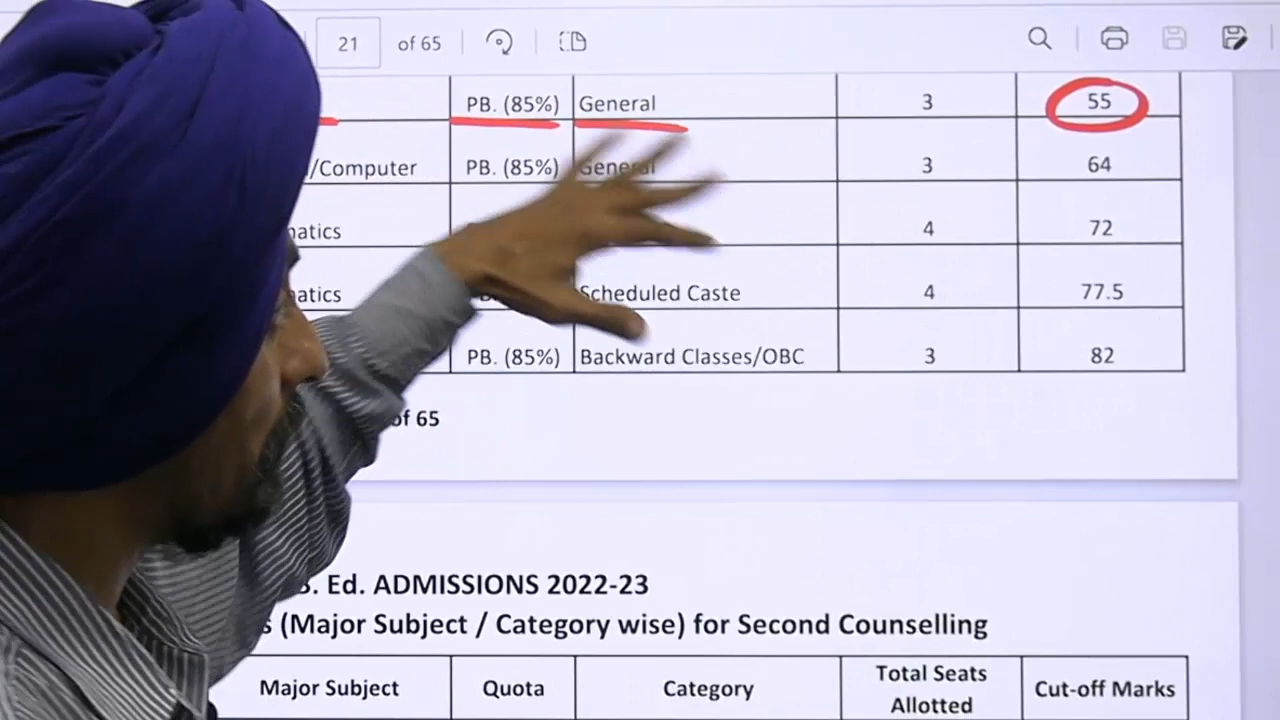 21 of 65
PB. (85%) General 3 55
/Computer PB. (85%) General 3 64
4 72
Scheduled Caste 4 77.5
PB. (85%) Backward Classes/OBC 3 82
of 65
Ed. ADMISSIONS 2022-23
(Major Subject / Category wise) for Second Counselling
Major Subject Quota Category Total Seats Allotted Cut-off Marks